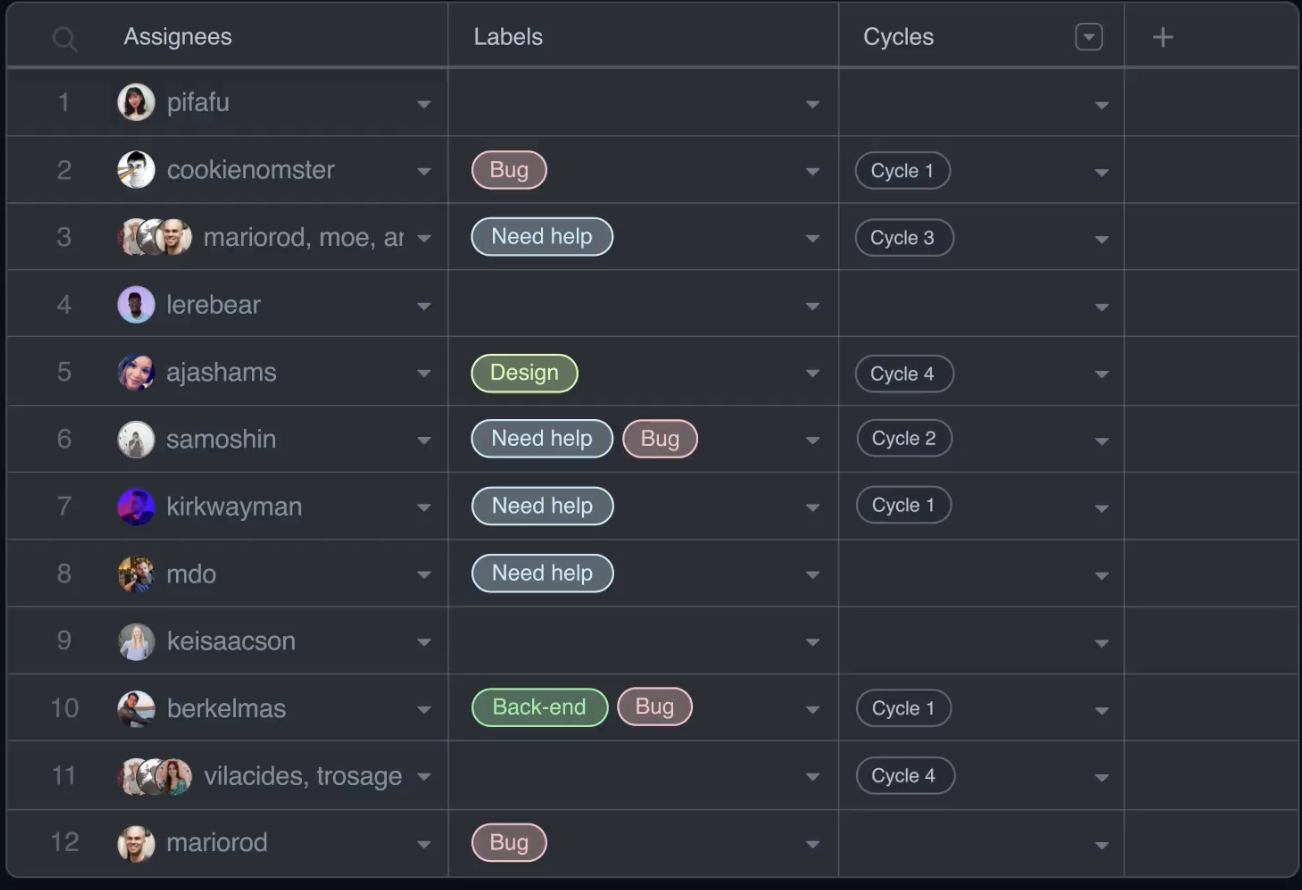 Assignees Labels Cycles
1 pifafu
2 cookienomster Bug Cycle 1
3 mariorod, moe, ar Need help Cycle 3
4 lerebear
5 ajashams Design Cycle 4
6 samoshin Need help Bug Cycle 2
7 kirkwayman Need help Cycle 1
8 mdo Need help
9 keisaacson
10 berkelmas Back-end Bug Cycle 1
11 vilacides, trosage Cycle 4
12 mariorod Bug